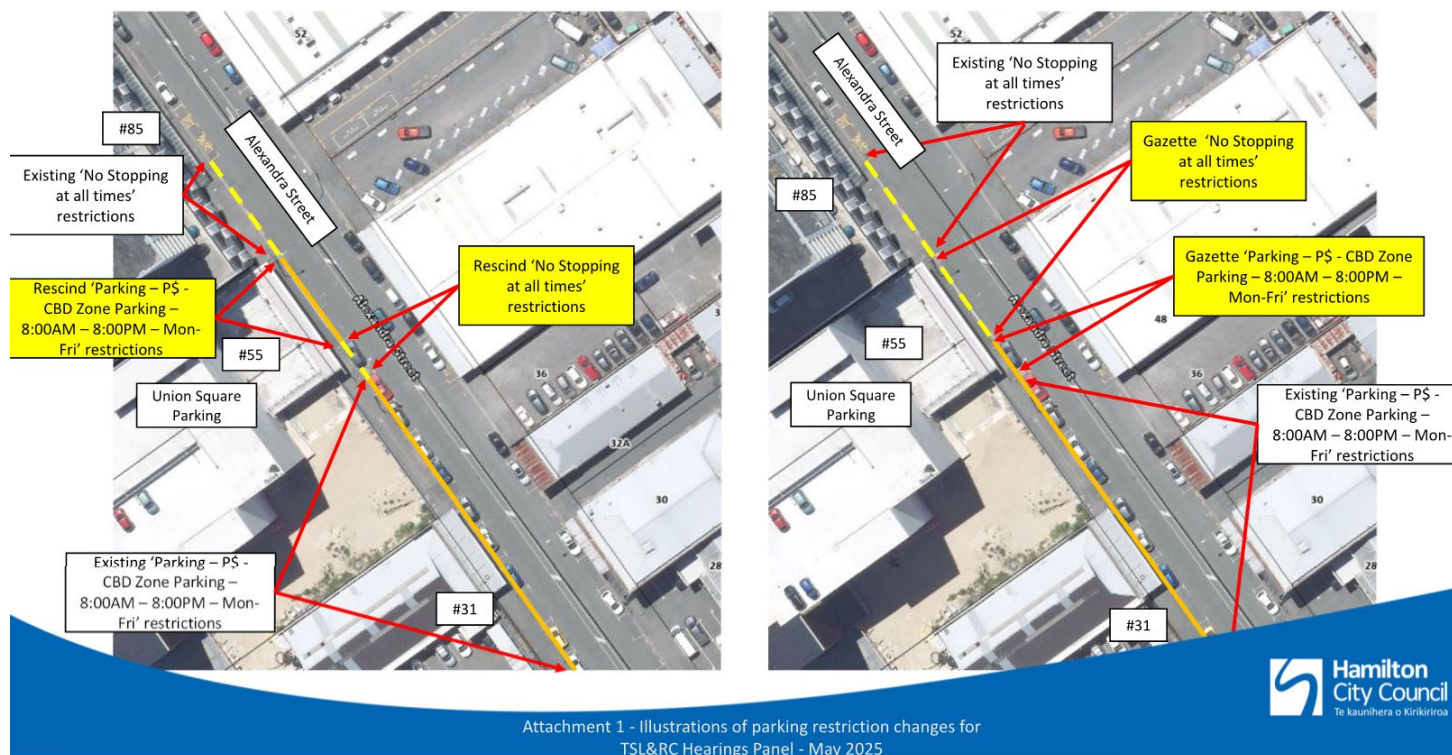 52
#85
Alexandra Street
Existing ‘No Stopping
at all times’
restrictions
Rescind ‘Parking – P$ -
CBD Zone Parking –
8:00AM – 8:00PM – Mon-
Fri’ restrictions
Rescind ‘No Stopping
at all times’
restrictions
#55
Alexandra Street
Union Square
Parking
36
32A
30
28
Existing ‘Parking – P$ -
CBD Zone Parking –
8:00AM – 8:00PM – Mon-
Fri’ restrictions
#31
52
Alexandra Street
Existing ‘No Stopping
at all times’
restrictions
Gazette ‘No Stopping
at all times’
restrictions
#85
Gazette ‘Parking – P$ - CBD Zone
Parking – 8:00AM – 8:00PM –
Mon-Fri’ restrictions
48
#55
Alexandra Street
Union Square
Parking
36
Existing ‘Parking – P$ -
CBD Zone Parking –
8:00AM – 8:00PM – Mon-
Fri’ restrictions
30
#31
Hamilton
City Council
Te kaunihera o Kirikiriroa
Attachment 1 - Illustrations of parking restriction changes for
TSL&RC Hearings Panel - May 2025